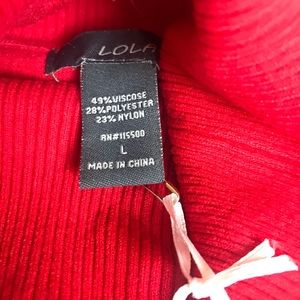 LOLA
49%VISCOSE
28%POLYESTER
23%NYLON
RN#115500
L
MADE IN CHINA